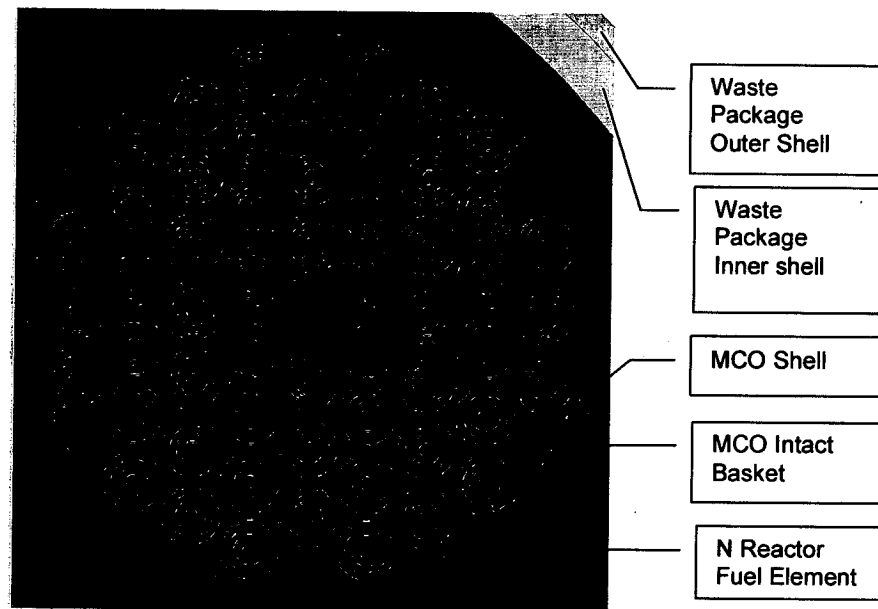 Waste
Package
Outer Shell
Waste
Package
Inner shell
MCO Shell
MCO Intact
Basket
N Reactor
Fuel Element